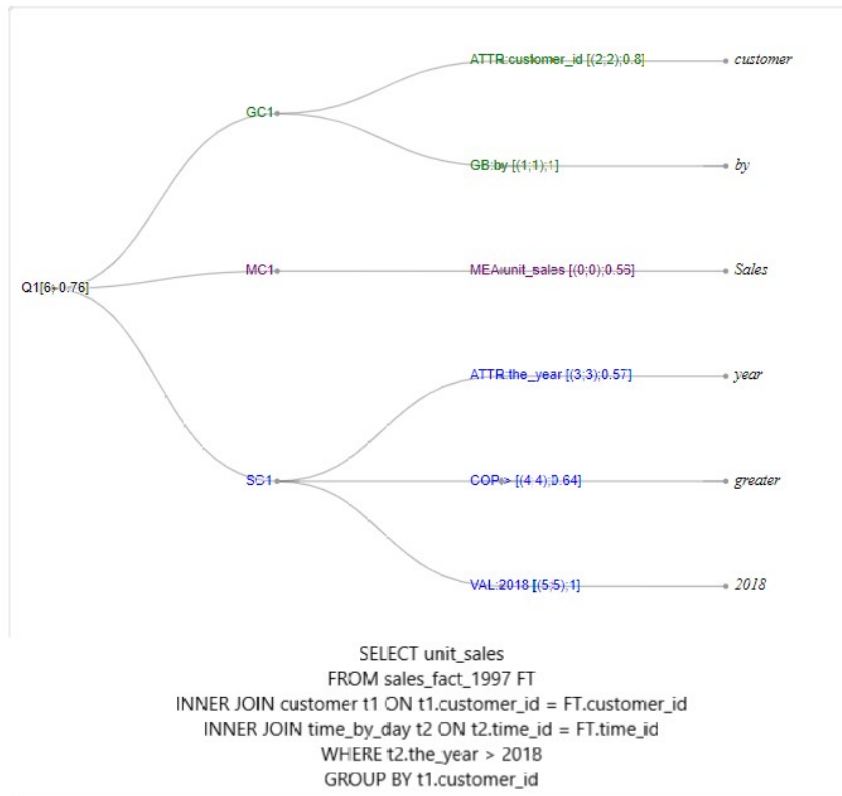 ATTR:customer_id [(2;2);0.8] customer
GC1
GB:by [(1;1);1] by
MC1 MEA:unit_sales [(0;0);0.56] Sales
Q1[6;0.76]
ATTR:the_year [(3;3);0.57] year
SB1 COP:> [(4;4);0.64] greater
VAL:2018 [(5;5);1] 2018
SELECT unit_sales
FROM sales_fact_1997 FT
INNER JOIN customer t1 ON t1.customer_id = FT.customer_id
INNER JOIN time_by_day t2 ON t2.time_id = FT.time_id
WHERE t2.the_year > 2018
GROUP BY t1.customer_id